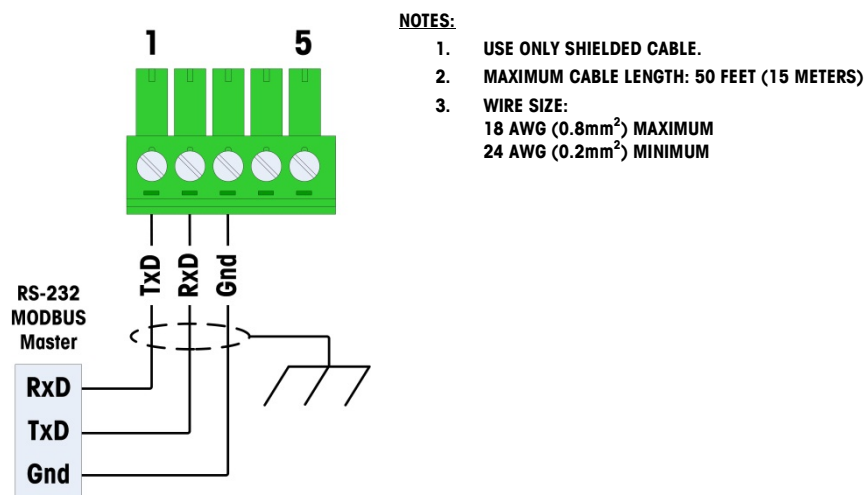 1 5
TxD
RxD
Gnd
RS-232
MODBUS
Master
RxD
TxD
Gnd
NOTES:
1. USE ONLY SHIELDED CABLE.
2. MAXIMUM CABLE LENGTH: 50 FEET (15 METERS)
3. WIRE SIZE:
18 AWG (0.8mm²) MAXIMUM
24 AWG (0.2mm²) MINIMUM